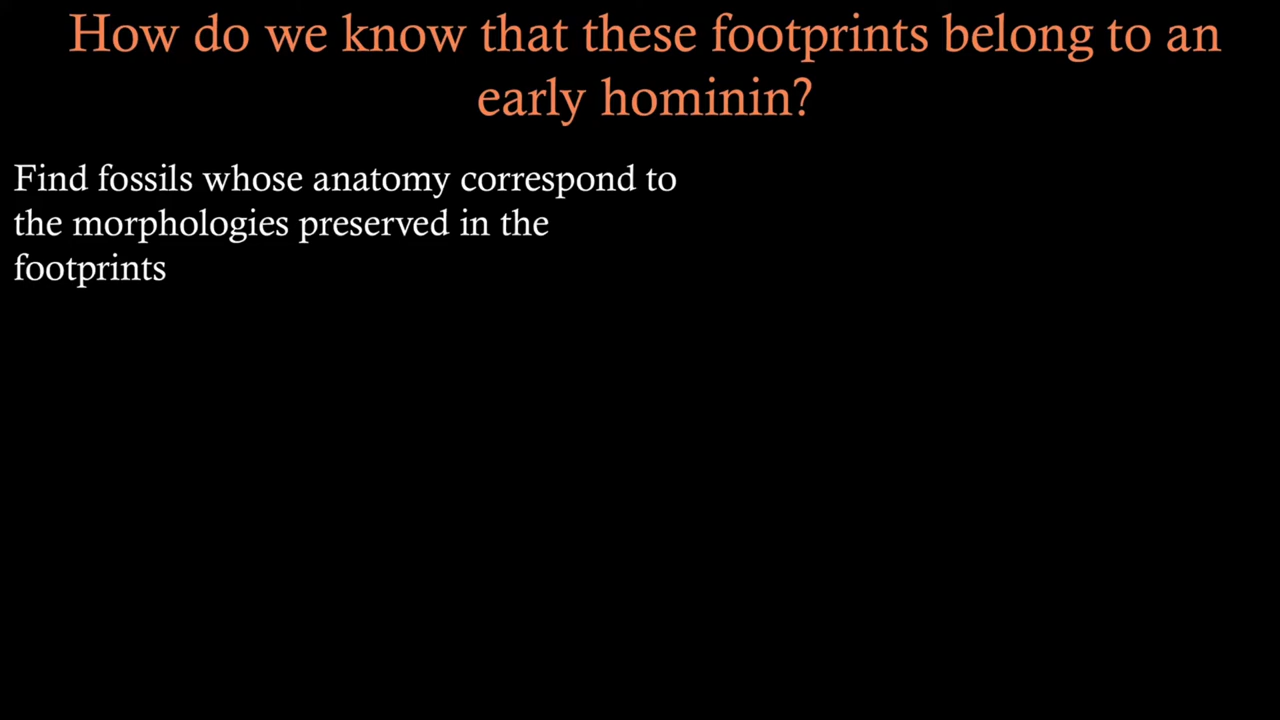 How do we know that these footprints belong to an
early hominin?
Find fossils whose anatomy correspond to
the morphologies preserved in the
footprints